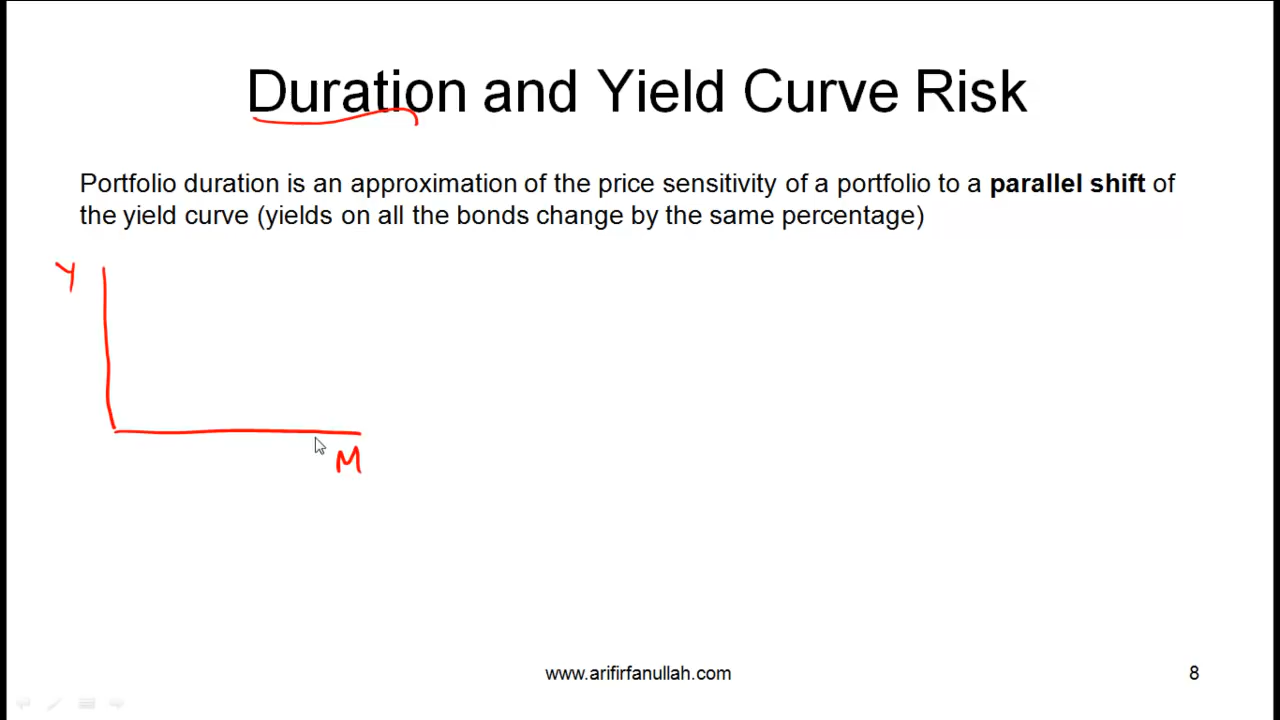 Duration and Yield Curve Risk
Portfolio duration is an approximation of the price sensitivity of a portfolio to a parallel shift of
the yield curve (yields on all the bonds change by the same percentage)
Y
M
www.arifirfanullah.com
8